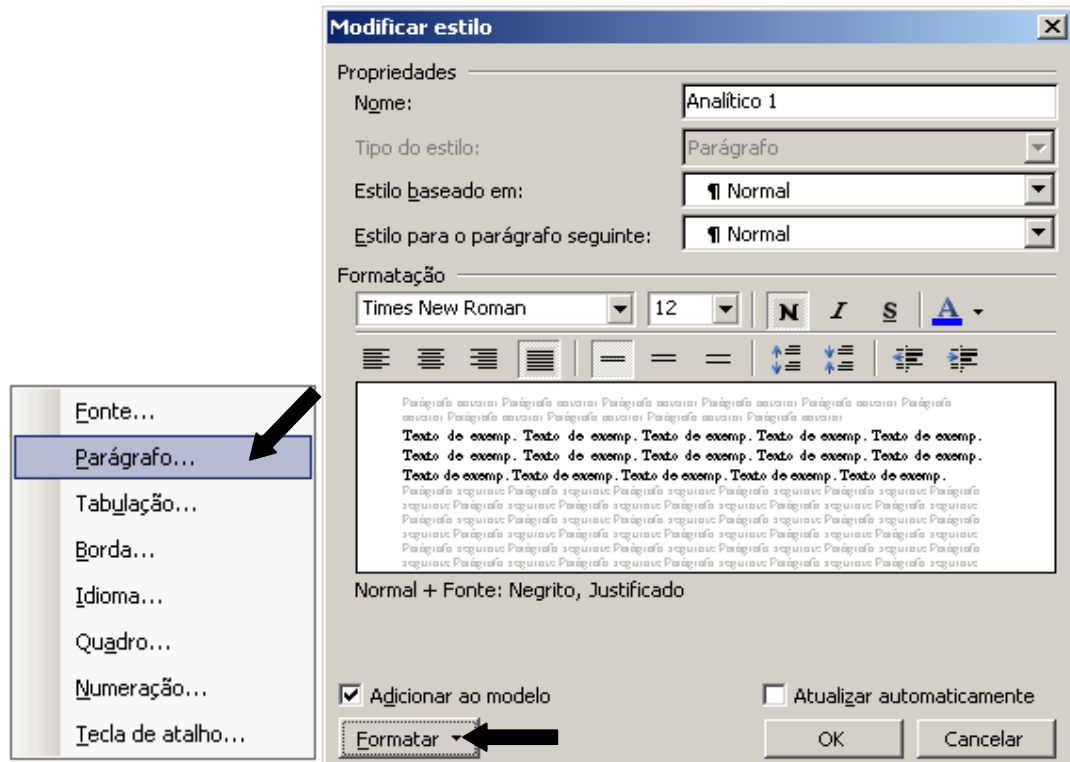 Modificar estilo
Propriedades
Nome:
Analítico 1
Tipo do estilo:
Parágrafo
Estilo baseado em:
¶ Normal
Estilo para o parágrafo seguinte:
¶ Normal
Formatação
Times New Roman
12
N
I
S
A
Texto de exemp. Texto de exemp. Texto de exemp. Texto de exemp. Texto de exemp.
Texto de exemp. Texto de exemp. Texto de exemp. Texto de exemp. Texto de exemp.
Texto de exemp. Texto de exemp. Texto de exemp. Texto de exemp. Texto de exemp.
Normal + Fonte: Negrito, Justificado
Adicionar ao modelo
Atualizar automaticamente
Formatar
OK
Cancelar
Fonte...
Parágrafo...
Tabulação...
Borda...
Idioma...
Quadro...
Numeração...
Tecla de atalho...